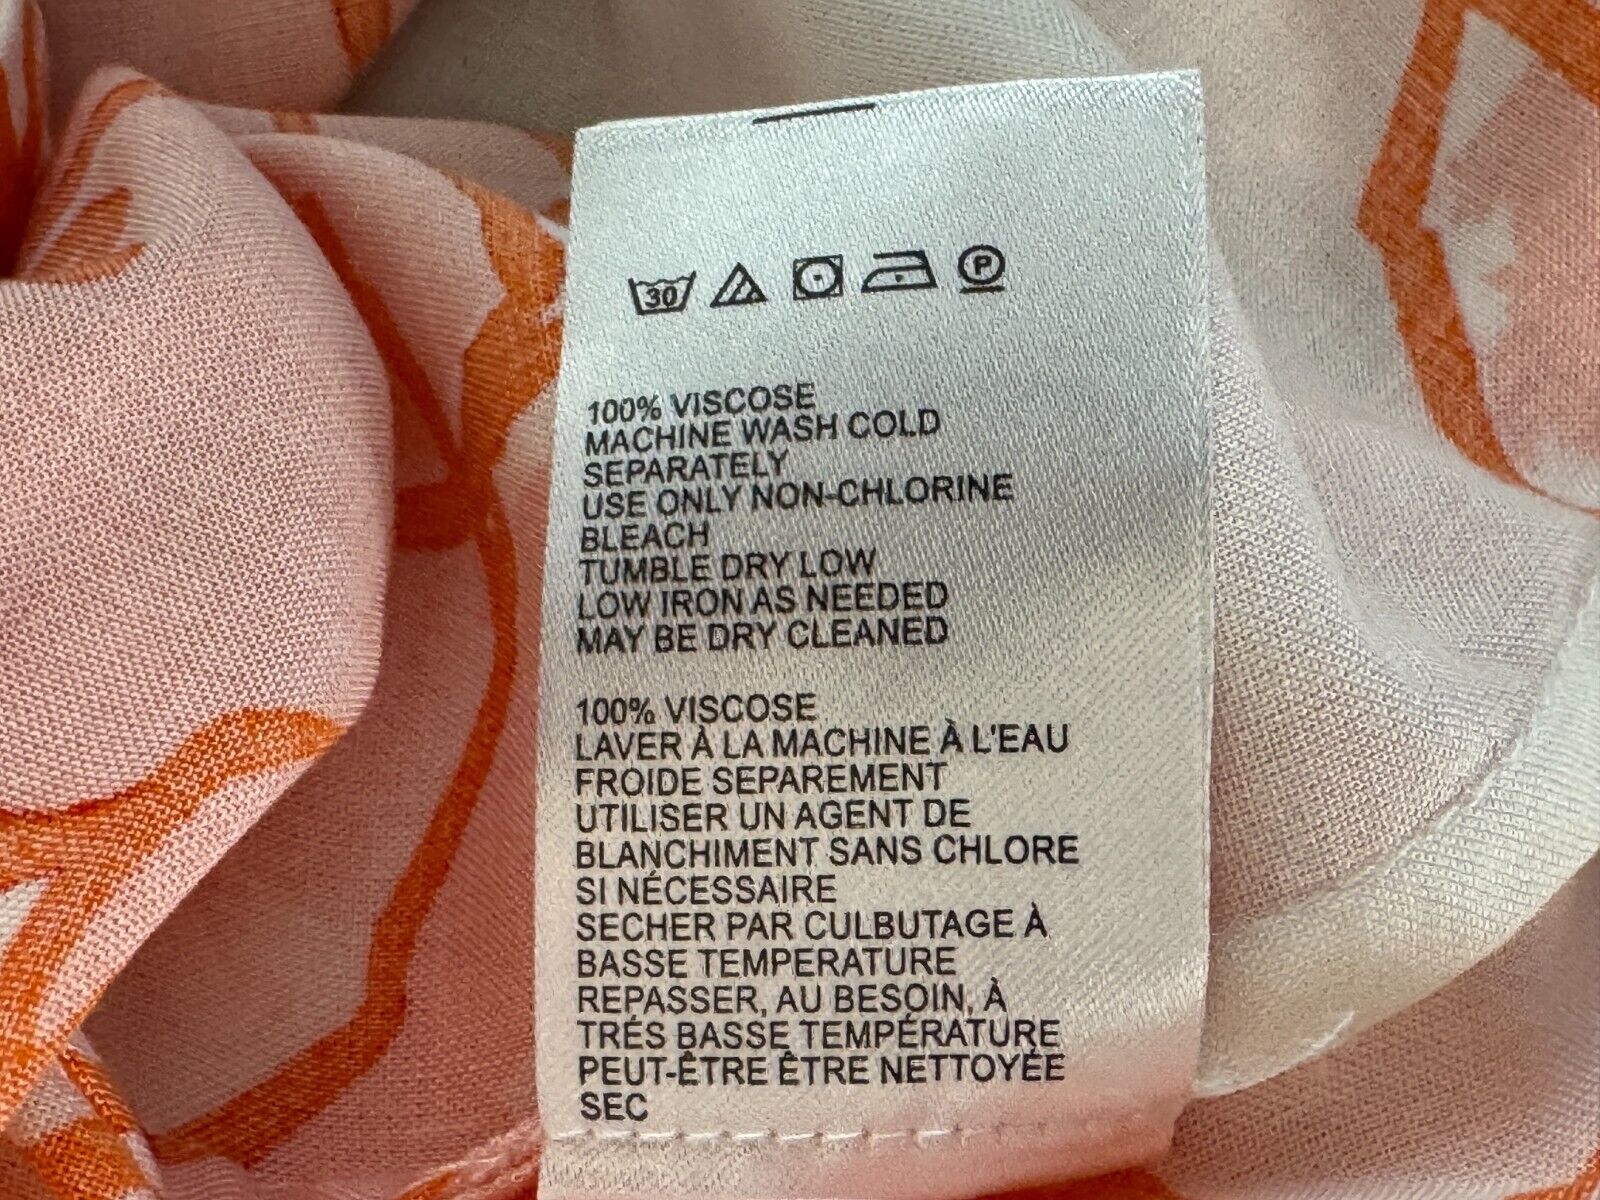 30 P
100% VISCOSE
MACHINE WASH COLD
SEPARATELY
USE ONLY NON-CHLORINE
BLEACH
TUMBLE DRY LOW
LOW IRON AS NEEDED
MAY BE DRY CLEANED
100% VISCOSE
LAVER À LA MACHINE À L'EAU
FROIDE SEPAREMENT
UTILISER UN AGENT DE
BLANCHIMENT SANS CHLORE
SI NÉCESSAIRE
SECHER PAR CULBUTAGE À
BASSE TEMPERATURE
REPASSER, AU BESOIN, À
TRÉS BASSE TEMPÉRATURE
PEUT-ÊTRE ÊTRE NETTOYÉE
SEC